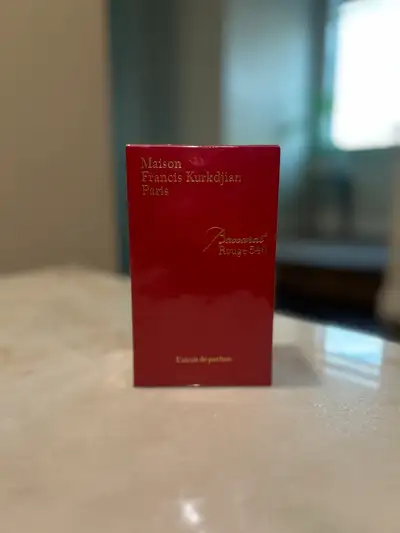 Maison
Francis Kurkdjian
Paris
Baccarat
Rouge 540
Extrait de parfum